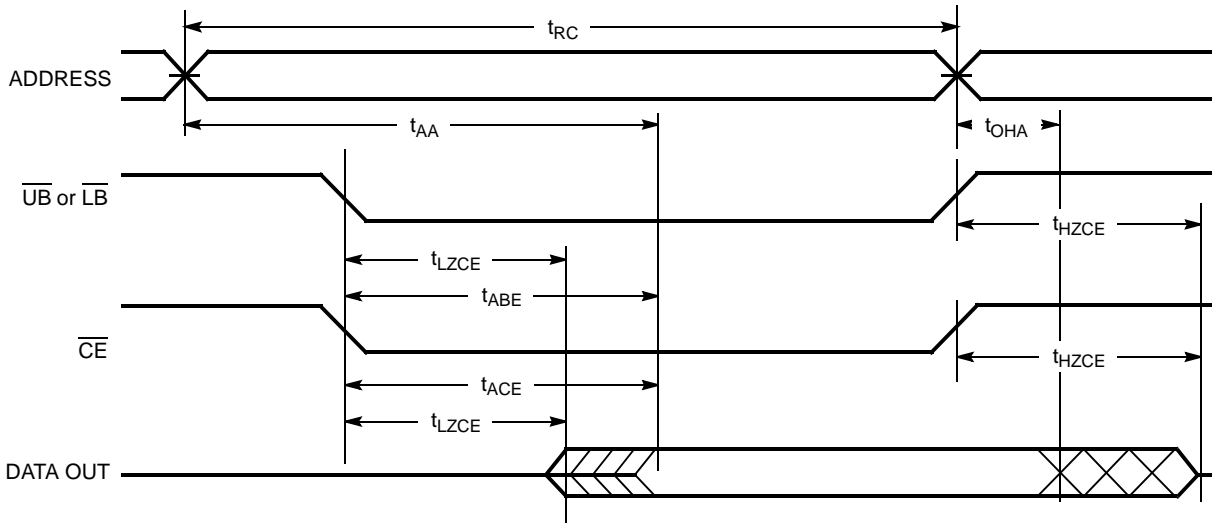 tRC
ADDRESS
tAA
tOHA
UB or LB
tHZCE
tLZCE
tABE
CE
tHZCE
tACE
tLZCE
DATA OUT